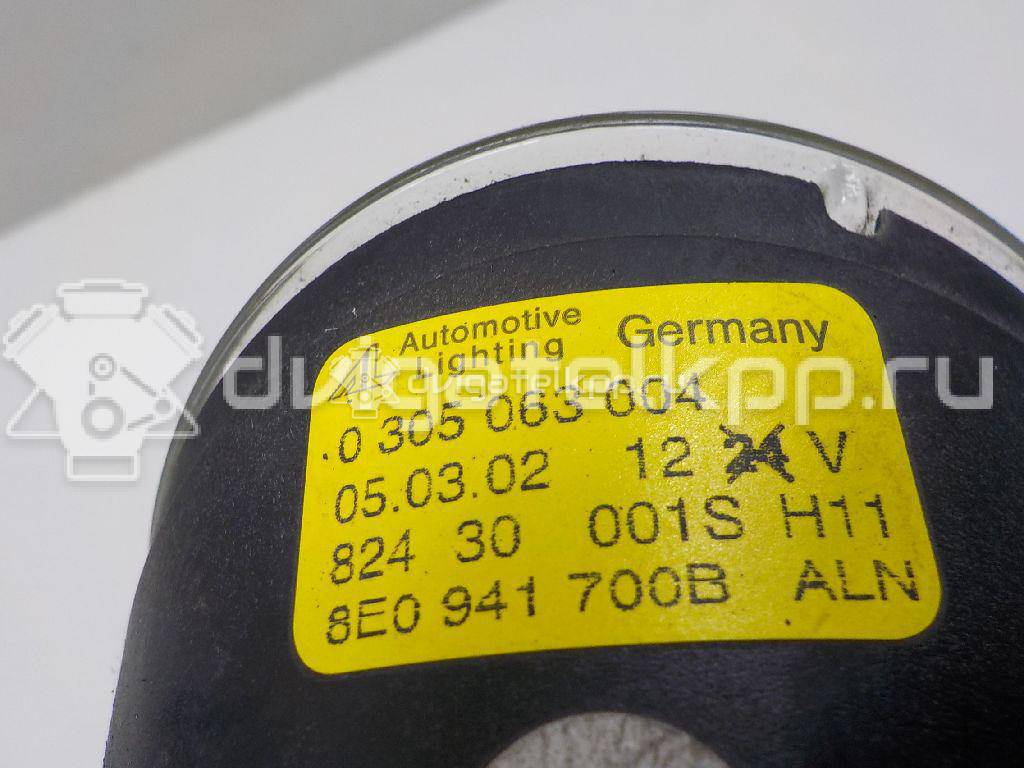 Automotive Germany
Lighting
dvigatelkpp.ru
0 305 063 004
05.03.02 12 24 V
824 30 001S H11
8E0 941 700B ALN